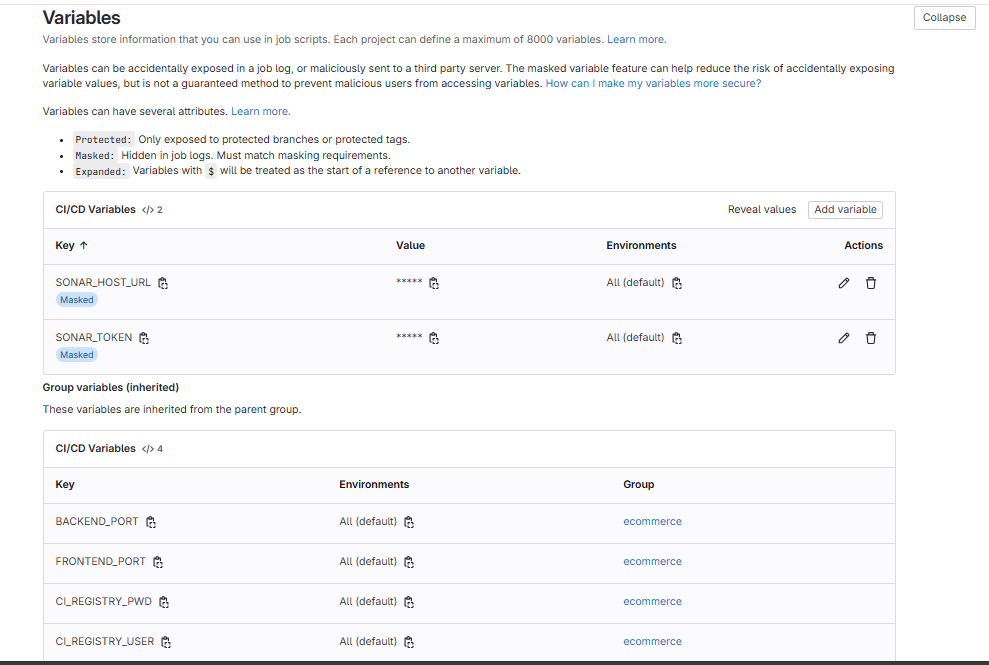 Variables
Collapse
Variables store information that you can use in job scripts. Each project can define a maximum of 8000 variables. Learn more.
Variables can be accidentally exposed in a job log, or maliciously sent to a third party server. The masked variable feature can help reduce the risk of accidentally exposing
variable values, but is not a guaranteed method to prevent malicious users from accessing variables. How can I make my variables more secure?
Variables can have several attributes. Learn more.
• Protected: Only exposed to protected branches or protected tags.
• Masked: Hidden in job logs. Must match masking requirements.
• Expanded: Variables with $ will be treated as the start of a reference to another variable.
CI/CD Variables </> 2 Reveal values Add variable
Key ↑ Value Environments Actions
SONAR_HOST_URL ***** All (default)
Masked
SONAR_TOKEN ***** All (default)
Masked
Group variables (inherited)
These variables are inherited from the parent group.
CI/CD Variables </> 4
Key Environments Group
BACKEND_PORT All (default) ecommerce
FRONTEND_PORT All (default) ecommerce
CI_REGISTRY_PWD All (default) ecommerce
CI_REGISTRY_USER All (default) ecommerce